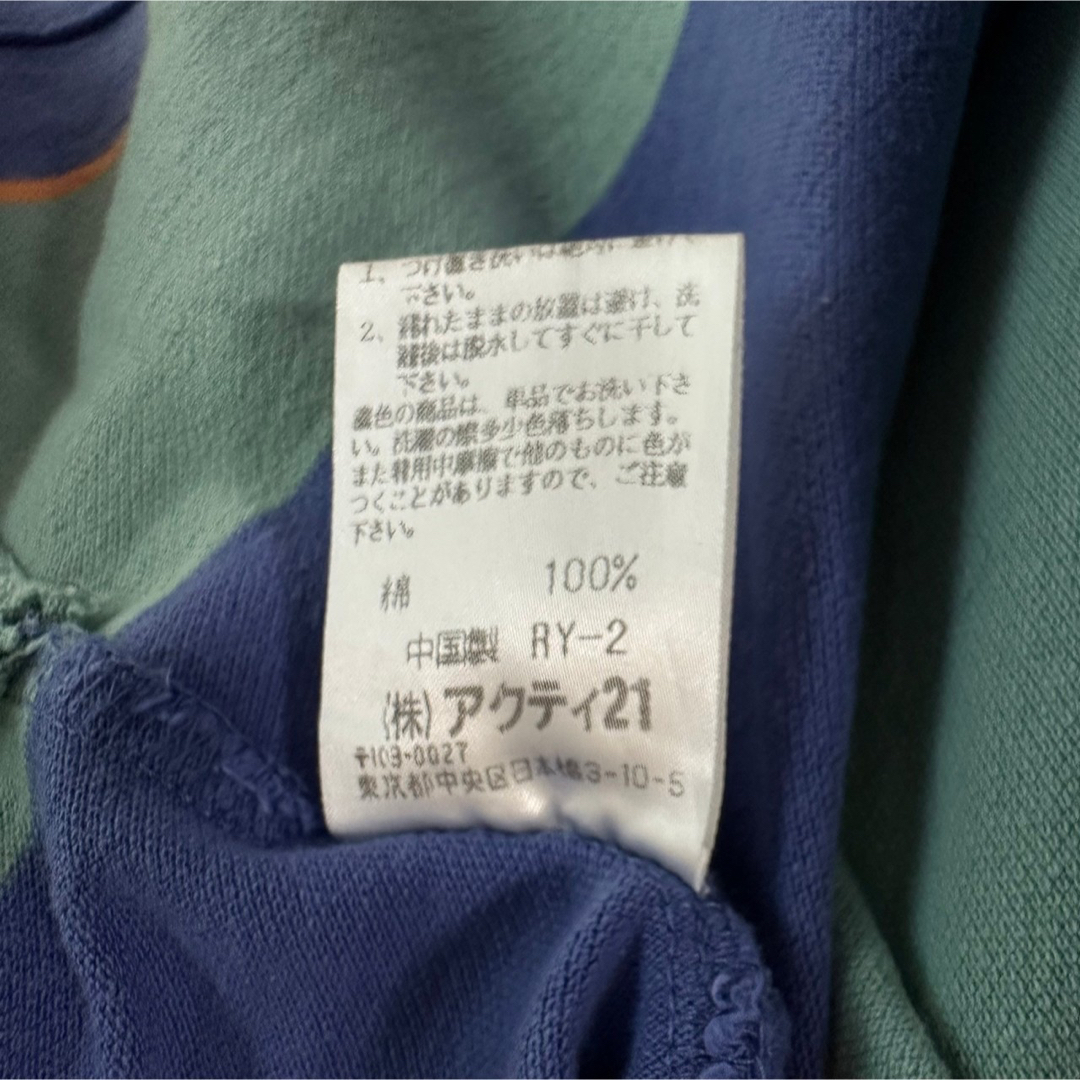 1、つけ置き洗いは絶対に避けて
下さい。
2、濡れたままの放置は避け、洗
濯後は脱水してすぐに干して
下さい。
濃色の商品は、単品でお洗い下さ
い。洗濯の際多少色落ちします。
また着用中摩擦で他のものに色が
つくことがありますので、ご注意
下さい。
綿 100%
中国製 RY-2
(株)アクティ21
〒103-0027
東京都中央区日本橋3-10-5